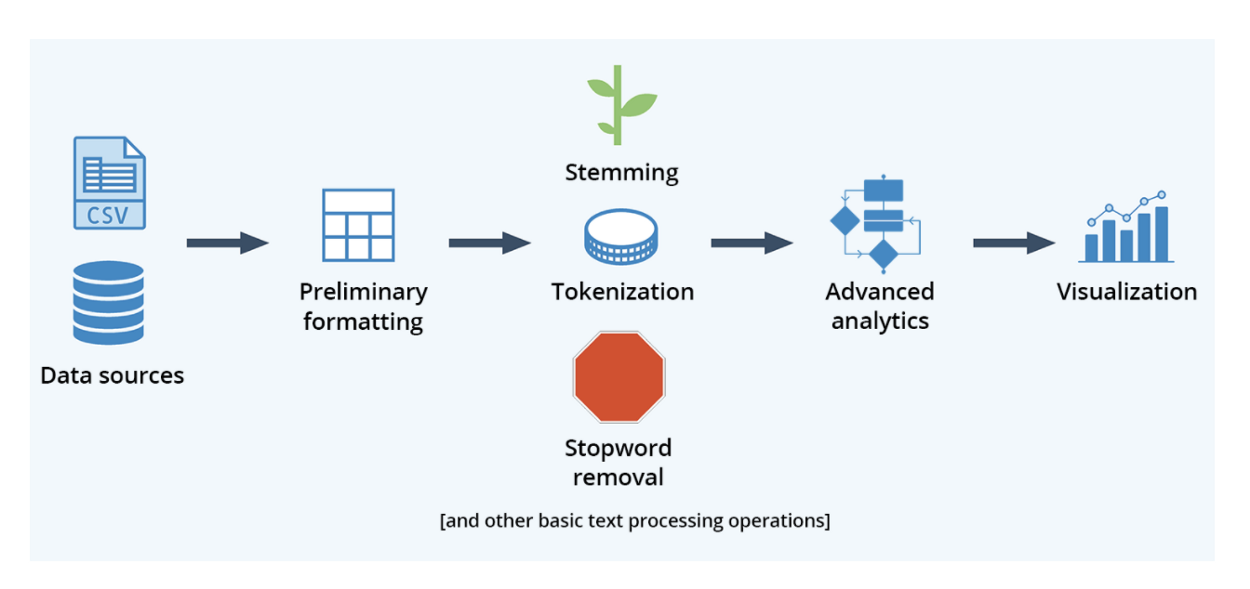 CSV
Data sources
Preliminary
formatting
Stemming
Tokenization
Stopword
removal
[and other basic text processing operations]
Advanced
analytics
Visualization